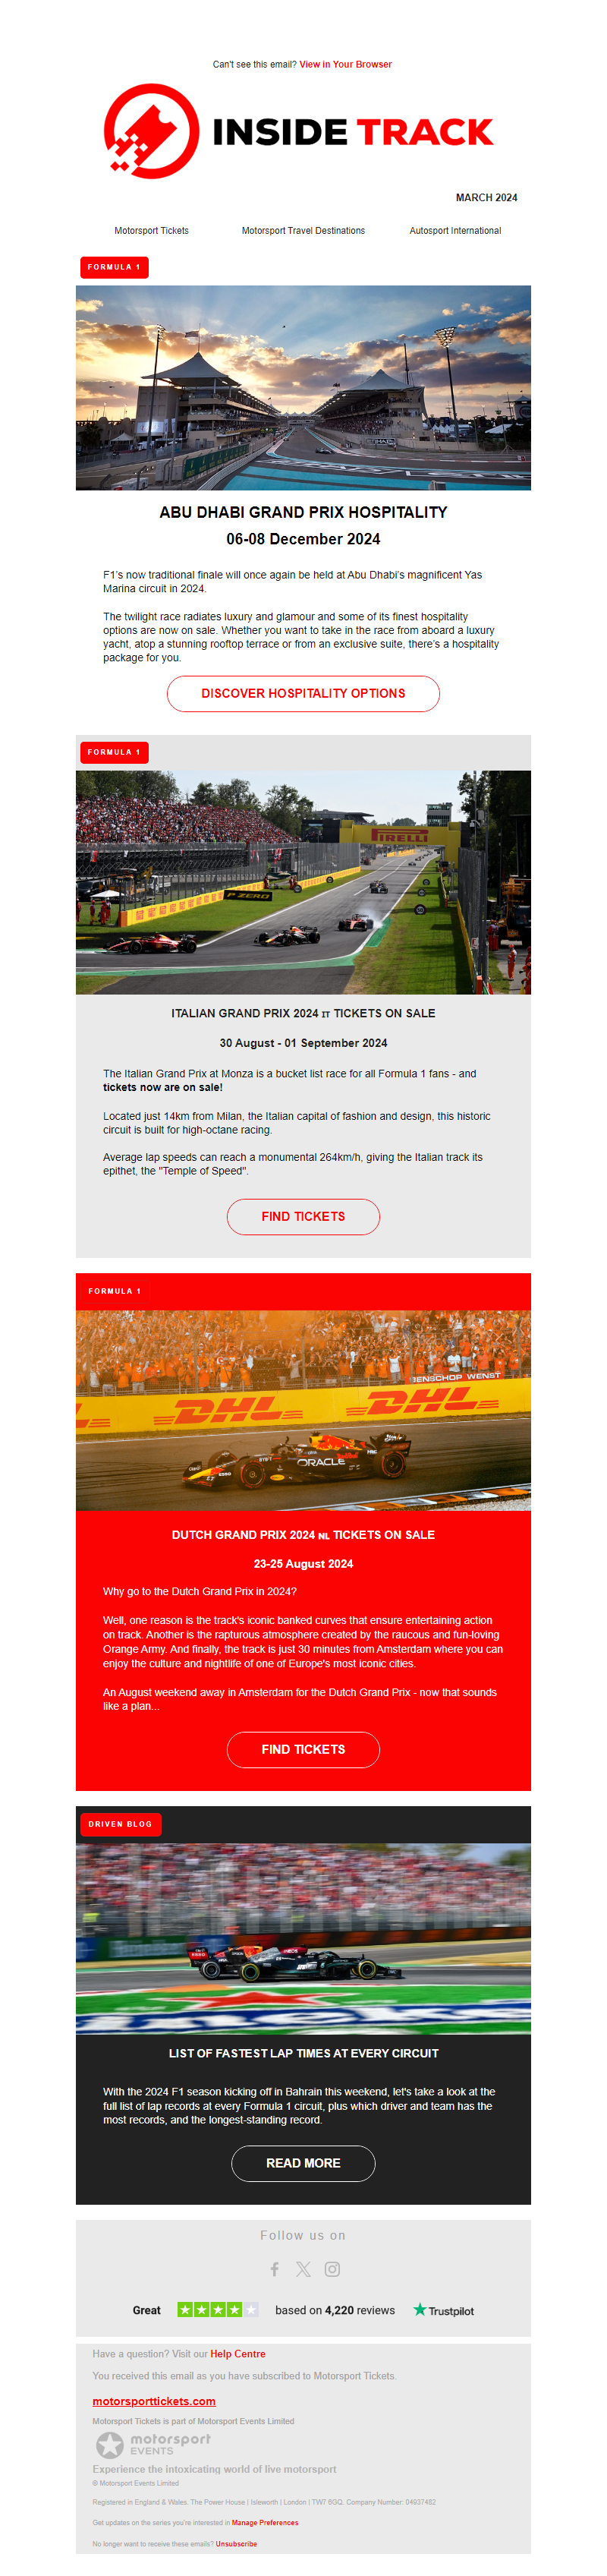 Can't see this email? View in Your Browser
INSIDE TRACK
MARCH 2024
Motorsport Tickets
Motorsport Travel Destinations
Autosport International
FORMULA 1
ABU DHABI GRAND PRIX HOSPITALITY
06-08 December 2024
F1's now traditional finale will once again be held at Abu Dhabi's magnificent Yas
Marina circuit in 2024.
The twilight race radiates luxury and glamour and some of its finest hospitality
options are now on sale. Whether you want to take in the race from aboard a luxury
yacht, atop a stunning rooftop terrace or from an exclusive suite, there's a hospitality
package for you.
DISCOVER HOSPITALITY OPTIONS
FORMULA 1
PIRELLI
P ZERO
ITALIAN GRAND PRIX 2024 IT TICKETS ON SALE
30 August - 01 September 2024
The Italian Grand Prix at Monza is a bucket list race for all Formula 1 fans - and
tickets now are on sale!
Located just 14km from Milan, the Italian capital of fashion and design, this historic
circuit is built for high-octane racing.
Average lap speeds can reach a monumental 264km/h, giving the Italian track its
epithet, the "Temple of Speed".
FIND TICKETS
FORMULA 1
JENSCHOP WENST
DHL
DHL
ORACLE
DUTCH GRAND PRIX 2024 NL TICKETS ON SALE
23-25 August 2024
Why go to the Dutch Grand Prix in 2024?
Well, one reason is the track's iconic banked curves that ensure entertaining action
on track. Another is the rapturous atmosphere created by the raucous and fun-loving
Orange Army. And finally, the track is just 30 minutes from Amsterdam where you can
enjoy the culture and nightlife of one of Europe's most iconic cities.
An August weekend away in Amsterdam for the Dutch Grand Prix - now that sounds
like a plan...
FIND TICKETS
DRIVEN BLOG
INEOS
LIST OF FASTEST LAP TIMES AT EVERY CIRCUIT
With the 2024 F1 season kicking off in Bahrain this weekend, let's take a look at the
full list of lap records at every Formula 1 circuit, plus which driver and team has the
most records, and the longest-standing record.
READ MORE
Follow us on
Great based on 4,220 reviews Trustpilot
Have a question? Visit our Help Centre
You received this email as you have subscribed to Motorsport Tickets.
motorsporttickets.com
Motorsport Tickets is part of Motorsport Events Limited
motorsport
EVENTS
Experience the intoxicating world of live motorsport
© Motorsport Events Limited
Registered in England & Wales. The Power House | Isleworth | London | TW7 6GQ. Company Number: 04937482
Get updates on the series you're interested in Manage Preferences
No longer want to receive these emails? Unsubscribe